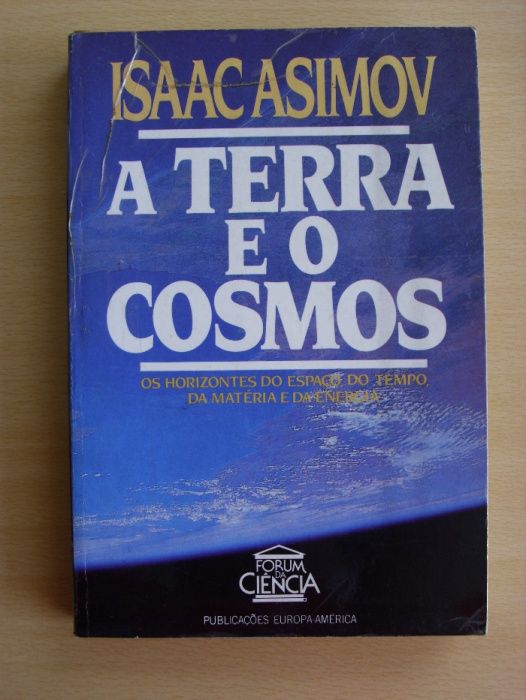 ISAAC ASIMOV
A TERRA
E O
COSMOS
OS HORIZONTES DO ESPAÇO, DO TEMPO,
DA MATÉRIA E DA ENERGIA
FORUM
DA
CIÊNCIA
PUBLICAÇÕES EUROPA-AMÉRICA